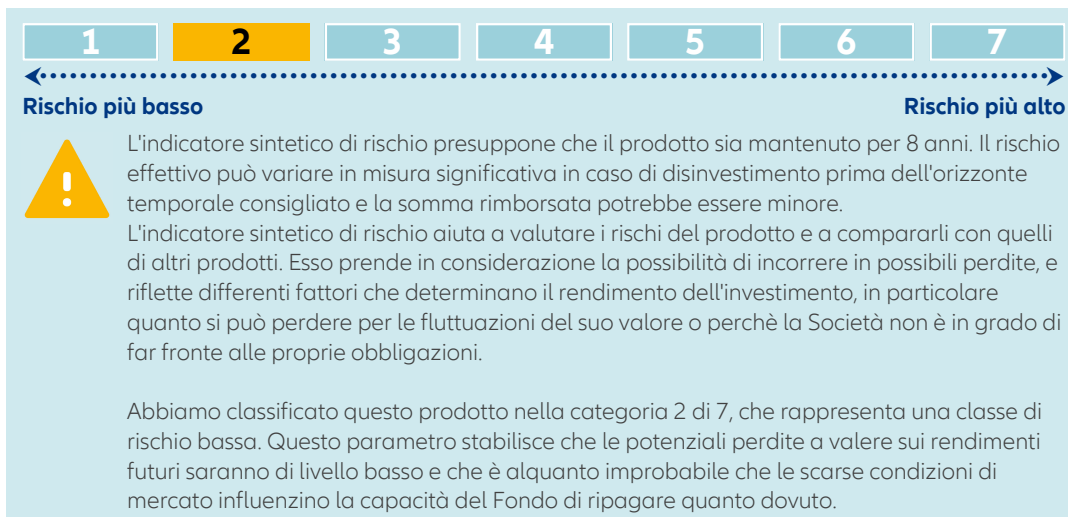 1 2 3 4 5 6 7
Rischio più basso Rischio più alto
L'indicatore sintetico di rischio presuppone che il prodotto sia mantenuto per 8 anni. Il rischio
effettivo può variare in misura significativa in caso di disinvestimento prima dell'orizzonte
temporale consigliato e la somma rimborsata potrebbe essere minore.
L'indicatore sintetico di rischio aiuta a valutare i rischi del prodotto e a compararli con quelli
di altri prodotti. Esso prende in considerazione la possibilità di incorrere in possibili perdite, e
riflette differenti fattori che determinano il rendimento dell'investimento, in particolare
quanto si può perdere per le fluttuazioni del suo valore o perchè la Società non è in grado di
far fronte alle proprie obbligazioni.
Abbiamo classificato questo prodotto nella categoria 2 di 7, che rappresenta una classe di
rischio bassa. Questo parametro stabilisce che le potenziali perdite a valere sui rendimenti
futuri saranno di livello basso e che è alquanto improbabile che le scarse condizioni di
mercato influenzino la capacità del Fondo di ripagare quanto dovuto.